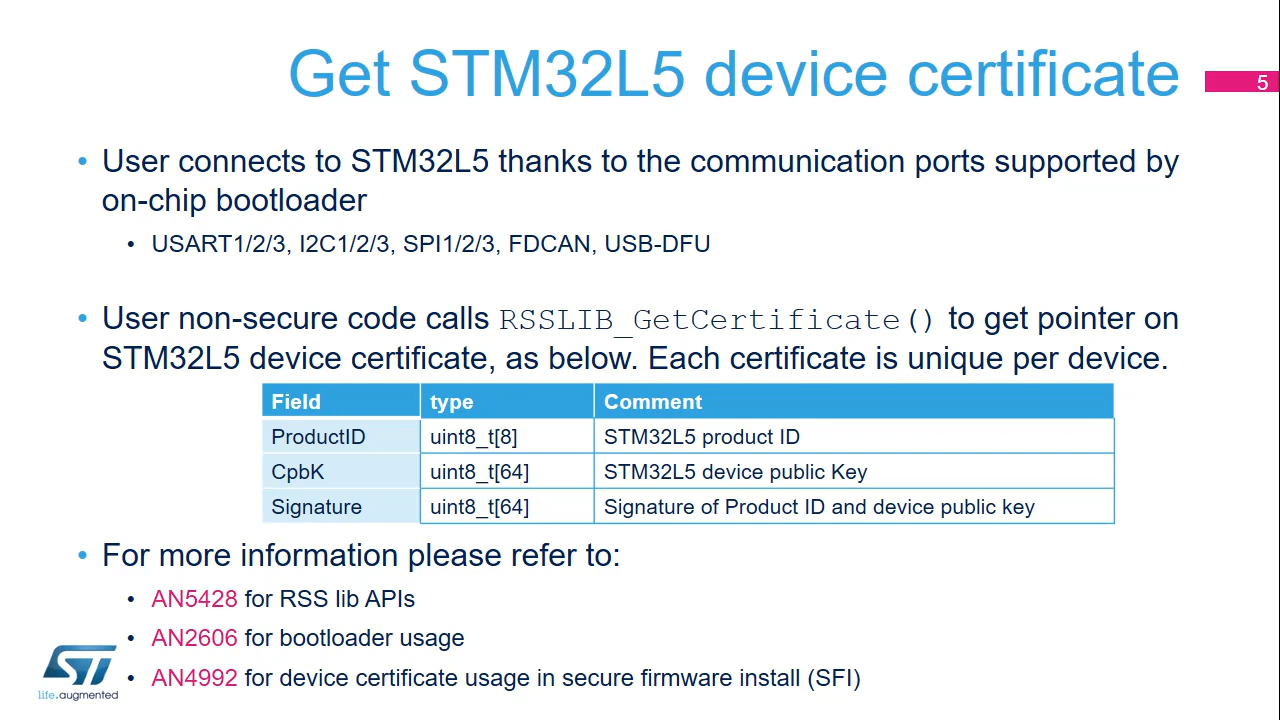 Get STM32L5 device certificate
5
• User connects to STM32L5 thanks to the communication ports supported by
on-chip bootloader
• USART1/2/3, I2C1/2/3, SPI1/2/3, FDCAN, USB-DFU
• User non-secure code calls RSSLIB_GetCertificate() to get pointer on
STM32L5 device certificate, as below. Each certificate is unique per device.
Field type Comment
ProductID uint8_t[8] STM32L5 product ID
CpbK uint8_t[64] STM32L5 device public Key
Signature uint8_t[64] Signature of Product ID and device public key
• For more information please refer to:
• AN5428 for RSS lib APIs
• AN2606 for bootloader usage
• AN4992 for device certificate usage in secure firmware install (SFI)
ST
life.augmented